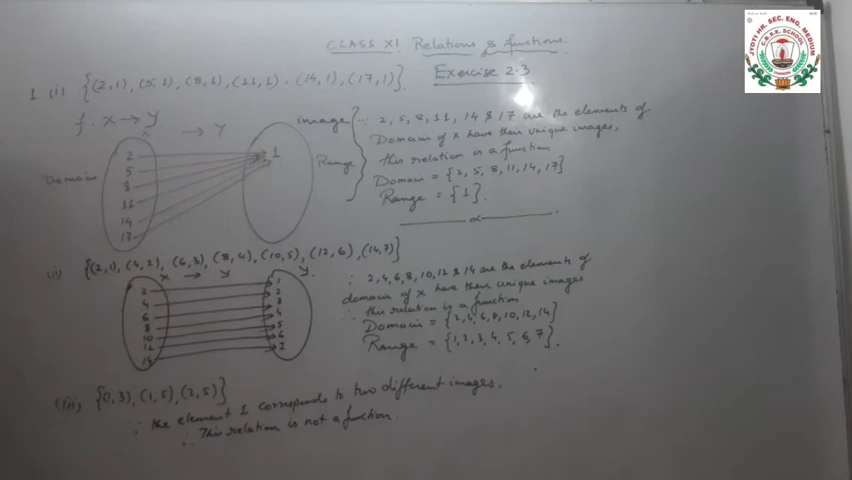 CLASS XI Relations & functions.
Exercise 2.3
1 (i) {(2,1), (5,1), (8,1), (11,1), (14,1), (17,1)}
f: X → Y
X → Y
Domain
2
5
8
11
14
17
1
image
Range
∵ 2, 5, 8, 11, 14 & 17 are the elements of
Domain of X have their unique images,
this relation is a function
Domain = {2, 5, 8, 11, 14, 17}
Range = {1}.
ii) {(2,1), (4,2), (6,3), (8,4), (10,5), (12,6), (14,7)}
X → Y
Y.
2
4
6
8
10
12
14
1
2
3
4
5
6
7
∵ 2,4,6,8,10,12 & 14 are the elements of
domain of X have their unique images
∴ this relation is a function
Domain = {2,4,6,8,10,12,14}
Range = {1,2,3,4,5,6,7}.
(iii) {(1,3), (1,5), (2,5)}
∵ the element 1 corresponds to two different images.
∴ This relation is not a function.
JYOTI HR. SEC. ENG. MEDIUM
C.B.S.E. SCHOOL